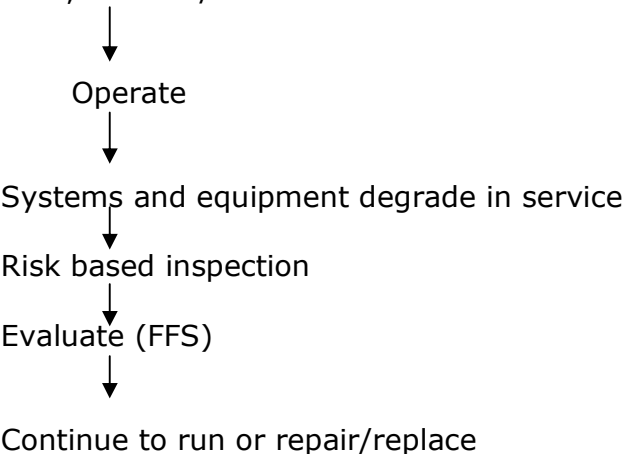 Operate
Systems and equipment degrade in service
Risk based inspection
Evaluate (FFS)
Continue to run or repair/replace